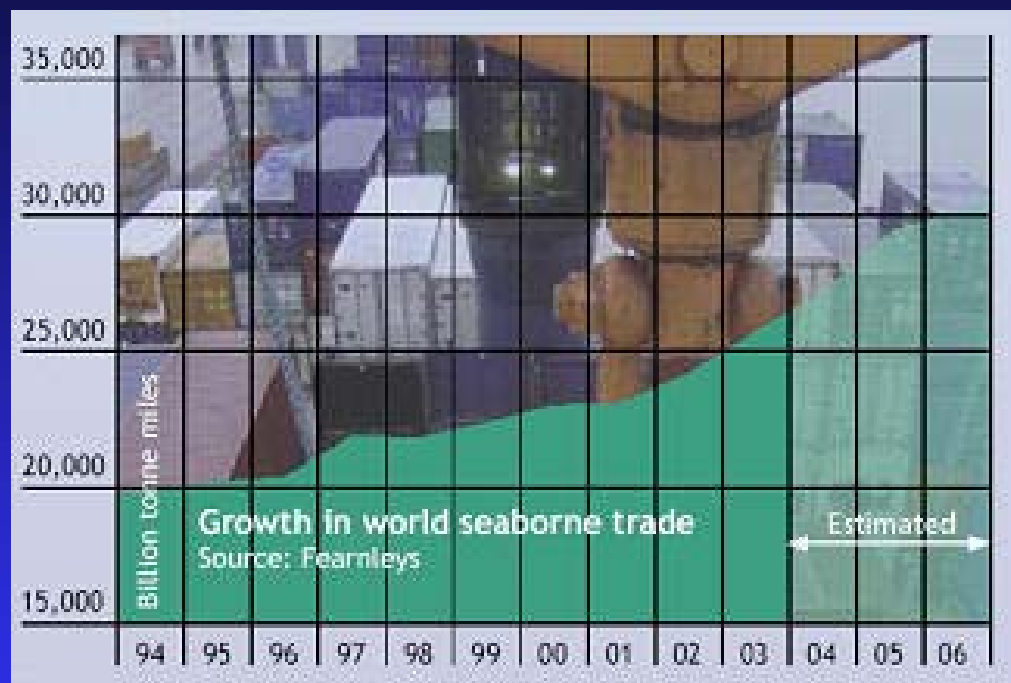 35,000
30,000
25,000
20,000
15,000
Billion tonne miles
Growth in world seaborne trade
Source: Fearnleys
Estimated
94 95 96 97 98 99 00 01 02 03 04 05 06